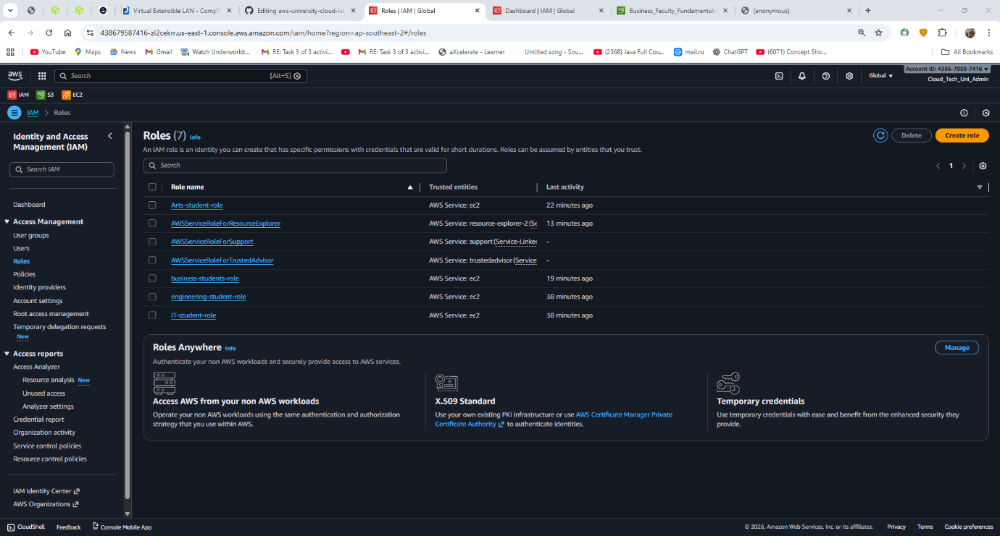 Virtual Extensible LAN - CompT
Editing aws-university-cloud-lab
Roles | IAM | Global
Dashboard | IAM | Global
Business_Faculty_Fundamentals
(anonymous)
438679587416-zl2cekrr.us-east-1.console.aws.amazon.com/iam/home?region=ap-southeast-2#/roles
YouTube
Maps
News
Gmail
Watch Underworld:...
RE: Task 3 of 3 activi...
RE: Task 3 of 3 activi...
aXcelerate - Learner
Untitled song - Sou...
(2368) Java Full Cou...
mail.ru
ChatGPT
(6071) Concept Sho...
All Bookmarks
aws
Search
[Alt+S]
Global
Account ID: 4386-7958-7416
Cloud_Tech_Uni_Admin
IAM
S3
EC2
IAM
Roles
Identity and Access
Management (IAM)
Search IAM
Dashboard
Access Management
User groups
Users
Roles
Policies
Identity providers
Account settings
Root access management
Temporary delegation requests
New
Access reports
Access Analyzer
Resource analysis New
Unused access
Analyzer settings
Credential report
Organization activity
Service control policies
Resource control policies
IAM Identity Center
AWS Organizations
Roles (7) Info
Delete
Create role
An IAM role is an identity you can create that has specific permissions with credentials that are valid for short durations. Roles can be assumed by entities that you trust.
Search
1
Role name Trusted entities Last activity
Arts-student-role AWS Service: ec2 22 minutes ago
AWSServiceRoleForResourceExplorer AWS Service: resource-explorer-2 (Se 13 minutes ago
AWSServiceRoleForSupport AWS Service: support (Service-Linked -
AWSServiceRoleForTrustedAdvisor AWS Service: trustedadvisor (Service -
business-students-role AWS Service: ec2 19 minutes ago
engineering-student-role AWS Service: ec2 38 minutes ago
IT-student-role AWS Service: ec2 38 minutes ago
Roles Anywhere Info
Manage
Authenticate your non AWS workloads and securely provide access to AWS services.
Access AWS from your non AWS workloads
Operate your non AWS workloads using the same authentication and authorization
strategy that you use within AWS.
X.509 Standard
Use your own existing PKI infrastructure or use AWS Certificate Manager Private
Certificate Authority to authenticate identities.
Temporary credentials
Use temporary credentials with ease and benefit from the enhanced security they
provide.
CloudShell
Feedback
Console Mobile App
© 2026, Amazon Web Services, Inc. or its affiliates.
Privacy
Terms
Cookie preferences